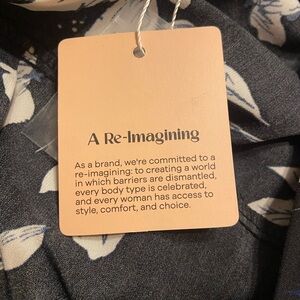 A Re-Imagining
As a brand, we're committed to a
re-imagining: to creating a world
in which barriers are dismantled,
every body type is celebrated,
and every woman has access to
style, comfort, and choice.